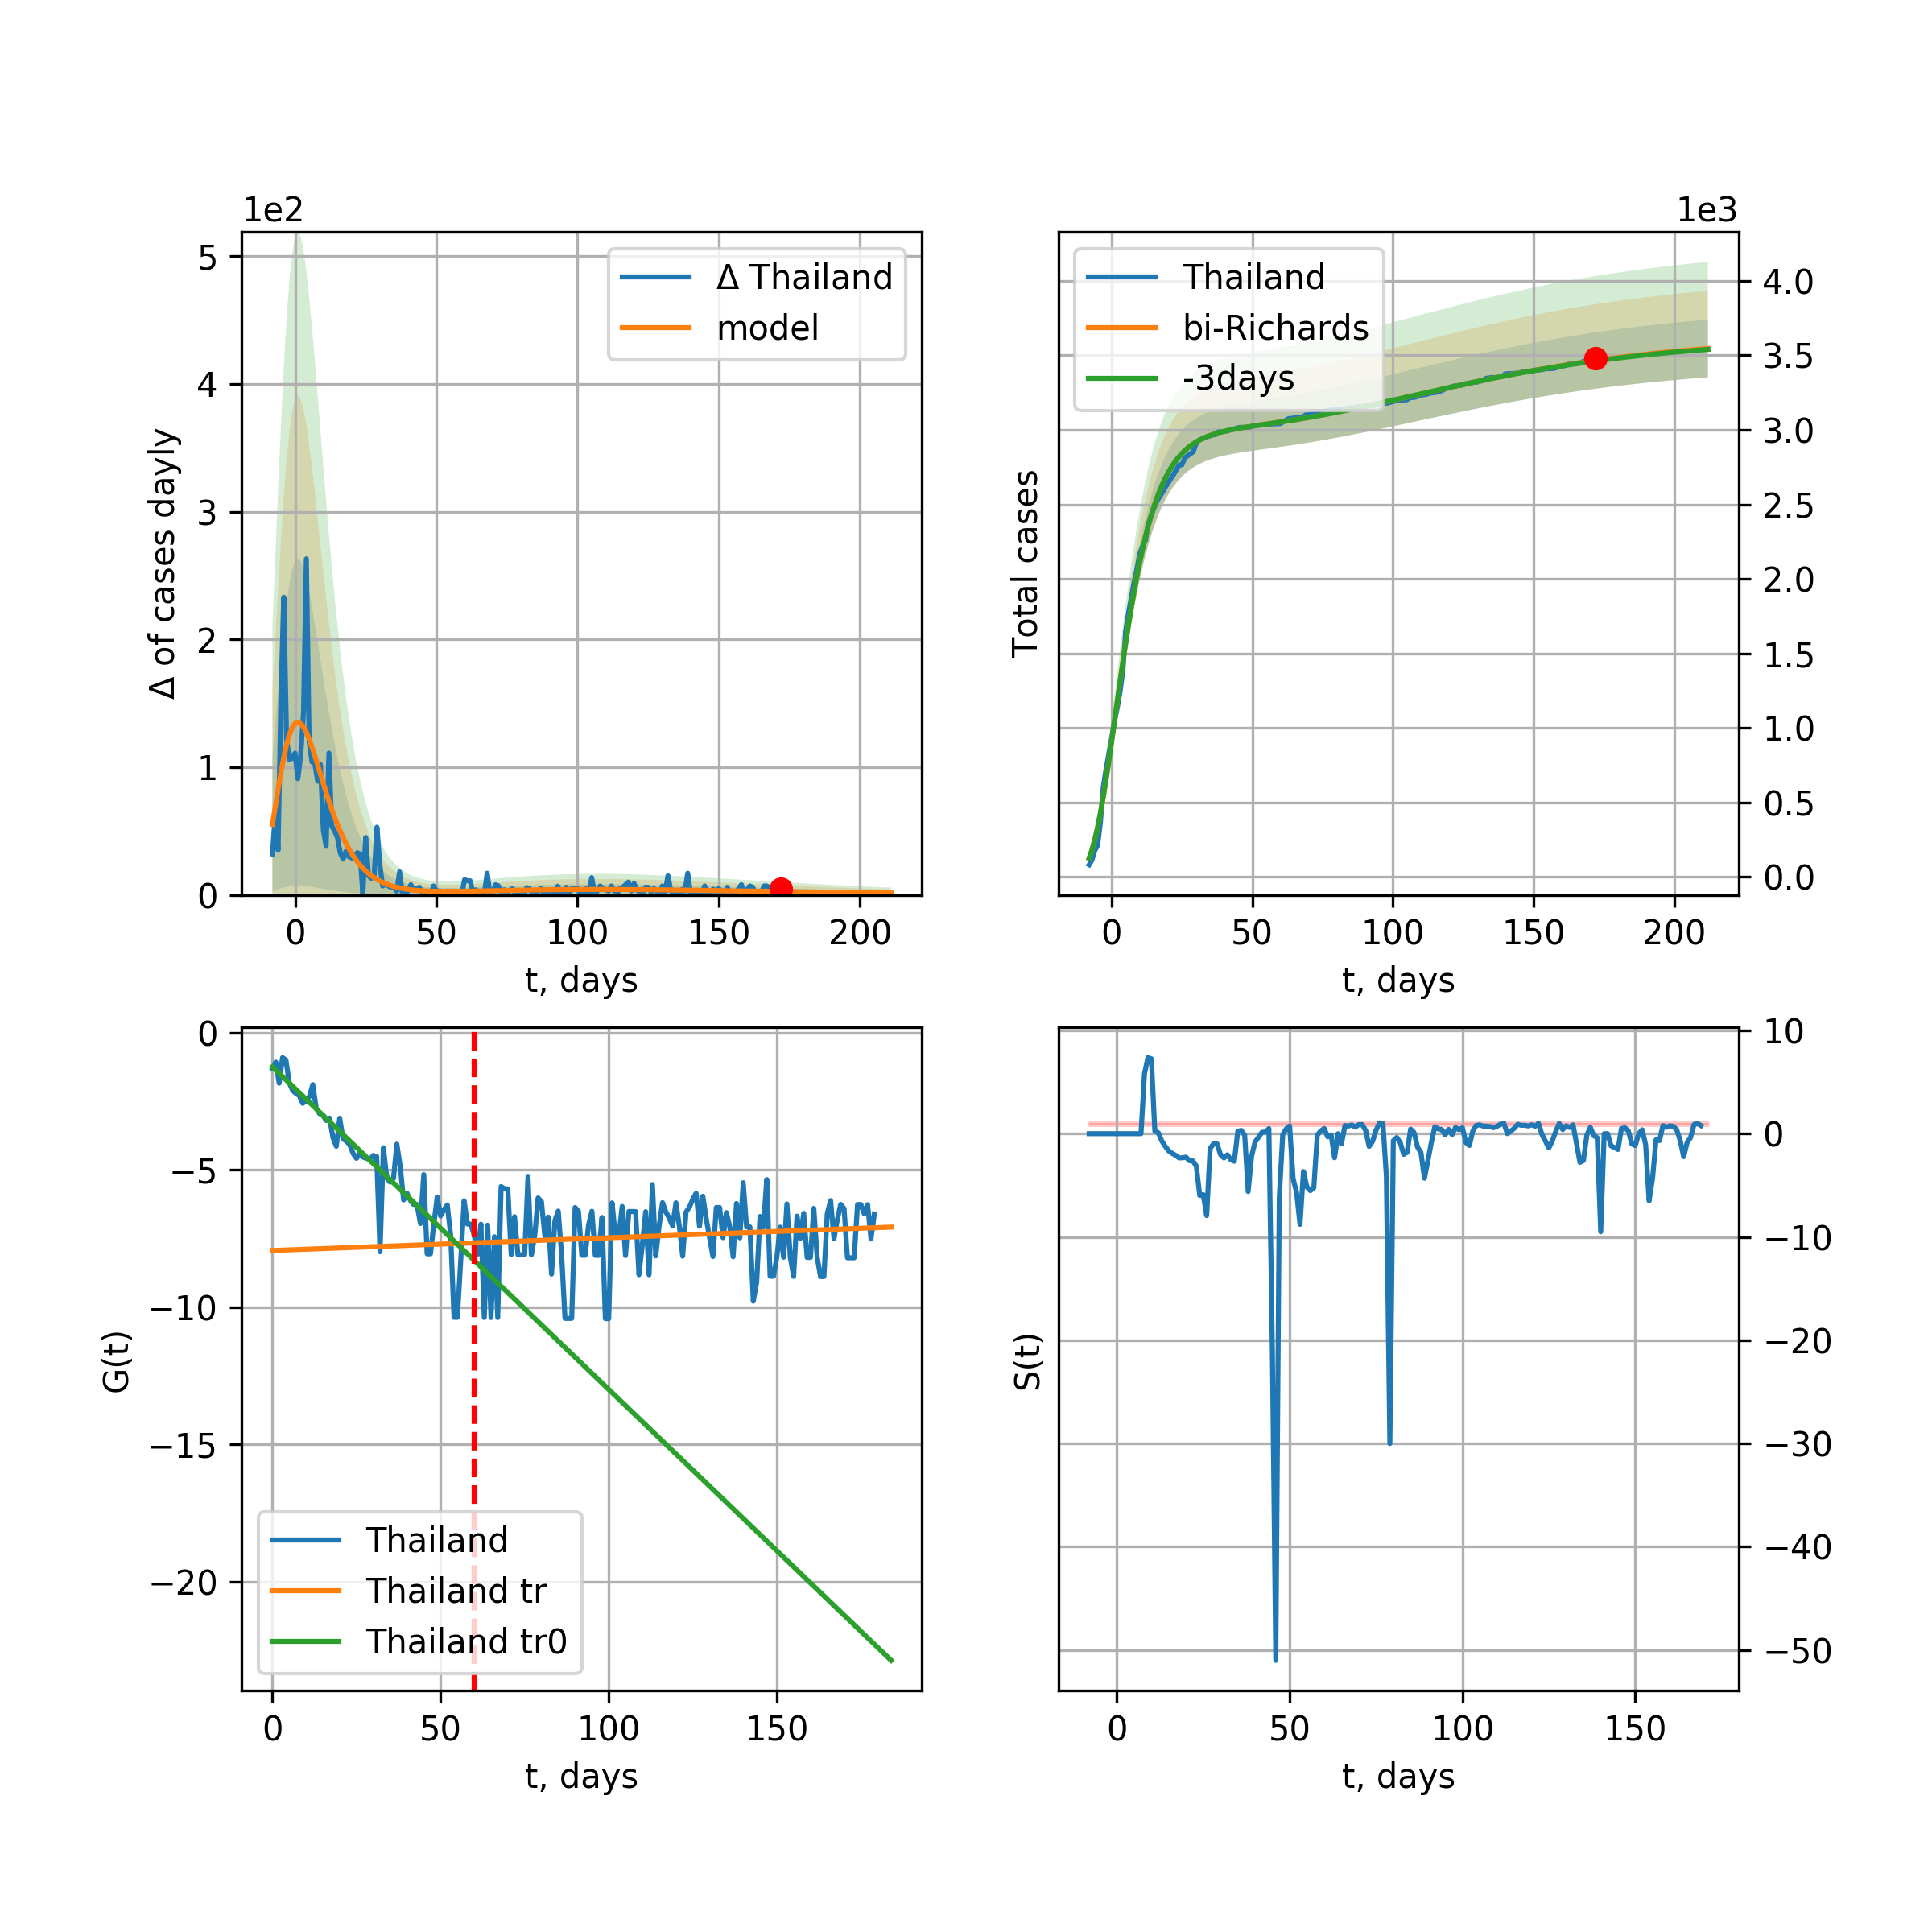 1e2
5
4
3
2
1
0
Δ of cases dayly
Δ Thailand
model
0 50 100 150 200
t, days
1e3
Thailand
bi-Richards
-3days
4.0
3.5
3.0
2.5
2.0
1.5
1.0
0.5
0.0
Total cases
0 50 100 150 200
t, days
0
−5
−10
−15
−20
G(t)
Thailand
Thailand tr
Thailand tr0
0 50 100 150
t, days
10
0
−10
−20
−30
−40
−50
S(t)
0 50 100 150
t, days